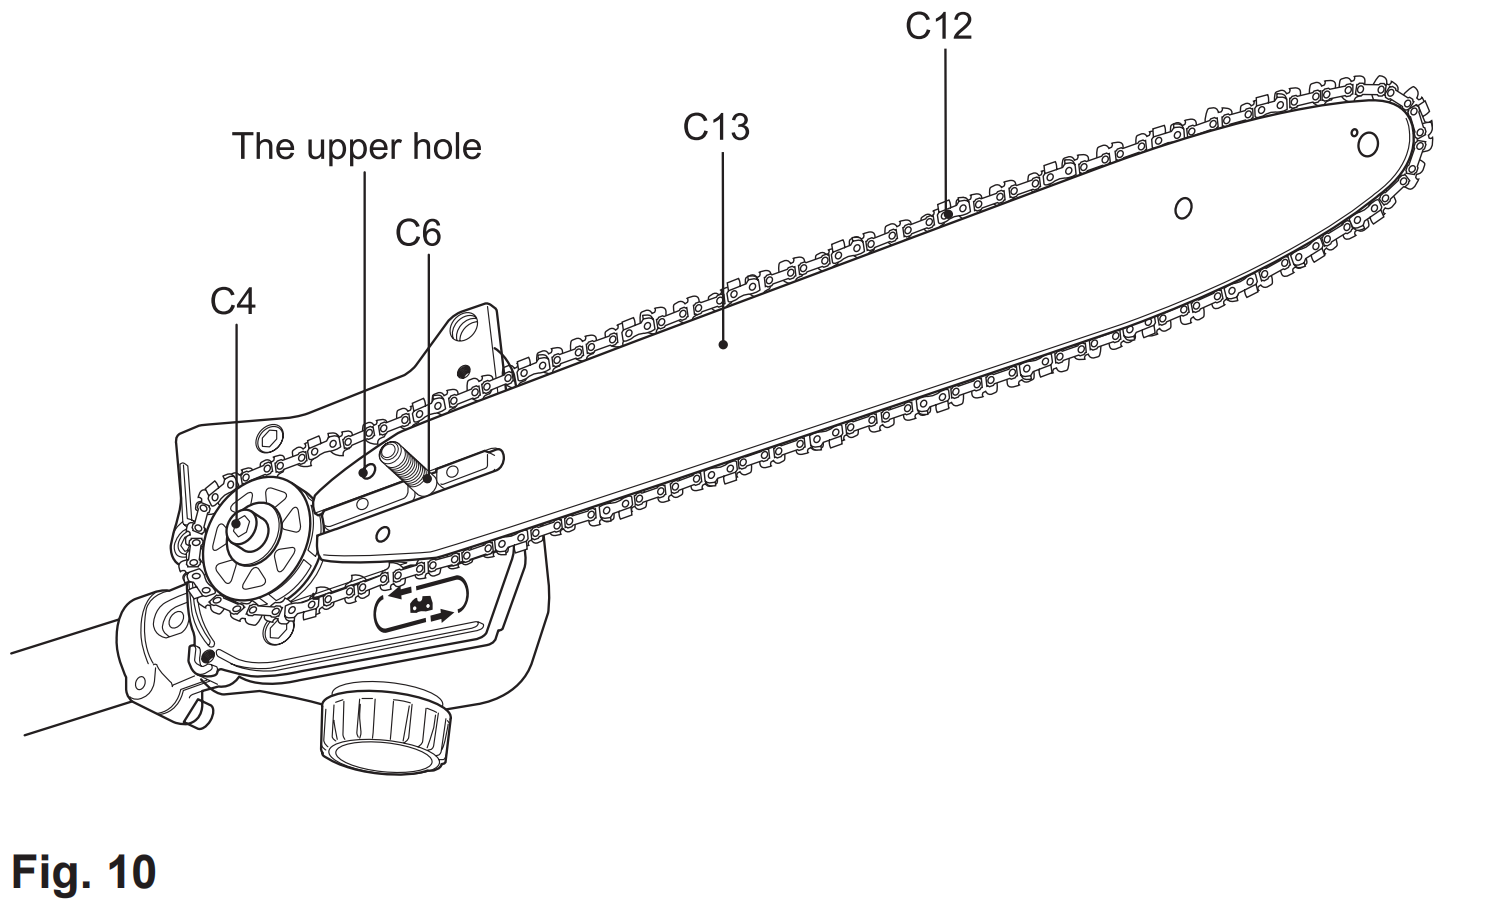 C12
C13
The upper hole
C6
C4
Fig. 10